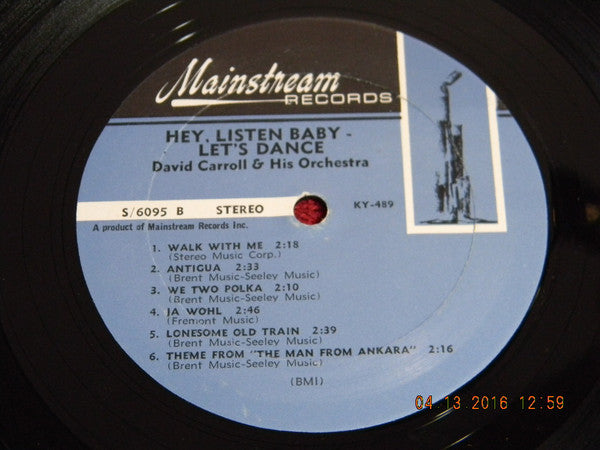 Mainstream
RECORDS
HEY, LISTEN BABY -
LET'S DANCE
David Carroll & His Orchestra
S/6095 B STEREO KY-489
A product of Mainstream Records Inc.
1. WALK WITH ME 2:18
(Stereo Music Corp.)
2. ANTIGUA 2:33
(Brent Music-Seeley Music)
3. WE TWO POLKA 2:10
(Brent Music-Seeley Music)
4. JA WOHL 2:46
(Fremont Music)
5. LONESOME OLD TRAIN 2:39
(Brent Music-Seeley Music)
6. THEME FROM "THE MAN FROM ANKARA" 2:16
(Brent Music-Seeley Music)
(BMI)
04.13.2016 12:59